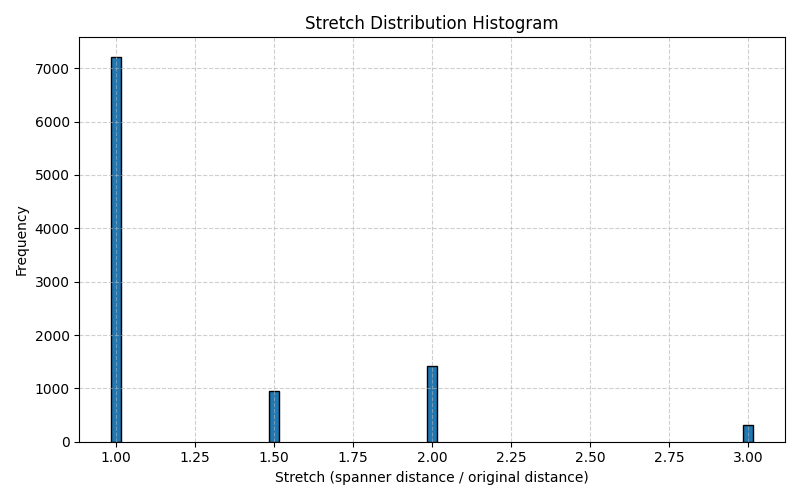 Stretch Distribution Histogram
7000
6000
5000
4000
3000
2000
1000
0
Frequency
1.00 1.25 1.50 1.75 2.00 2.25 2.50 2.75 3.00
Stretch (spanner distance / original distance)